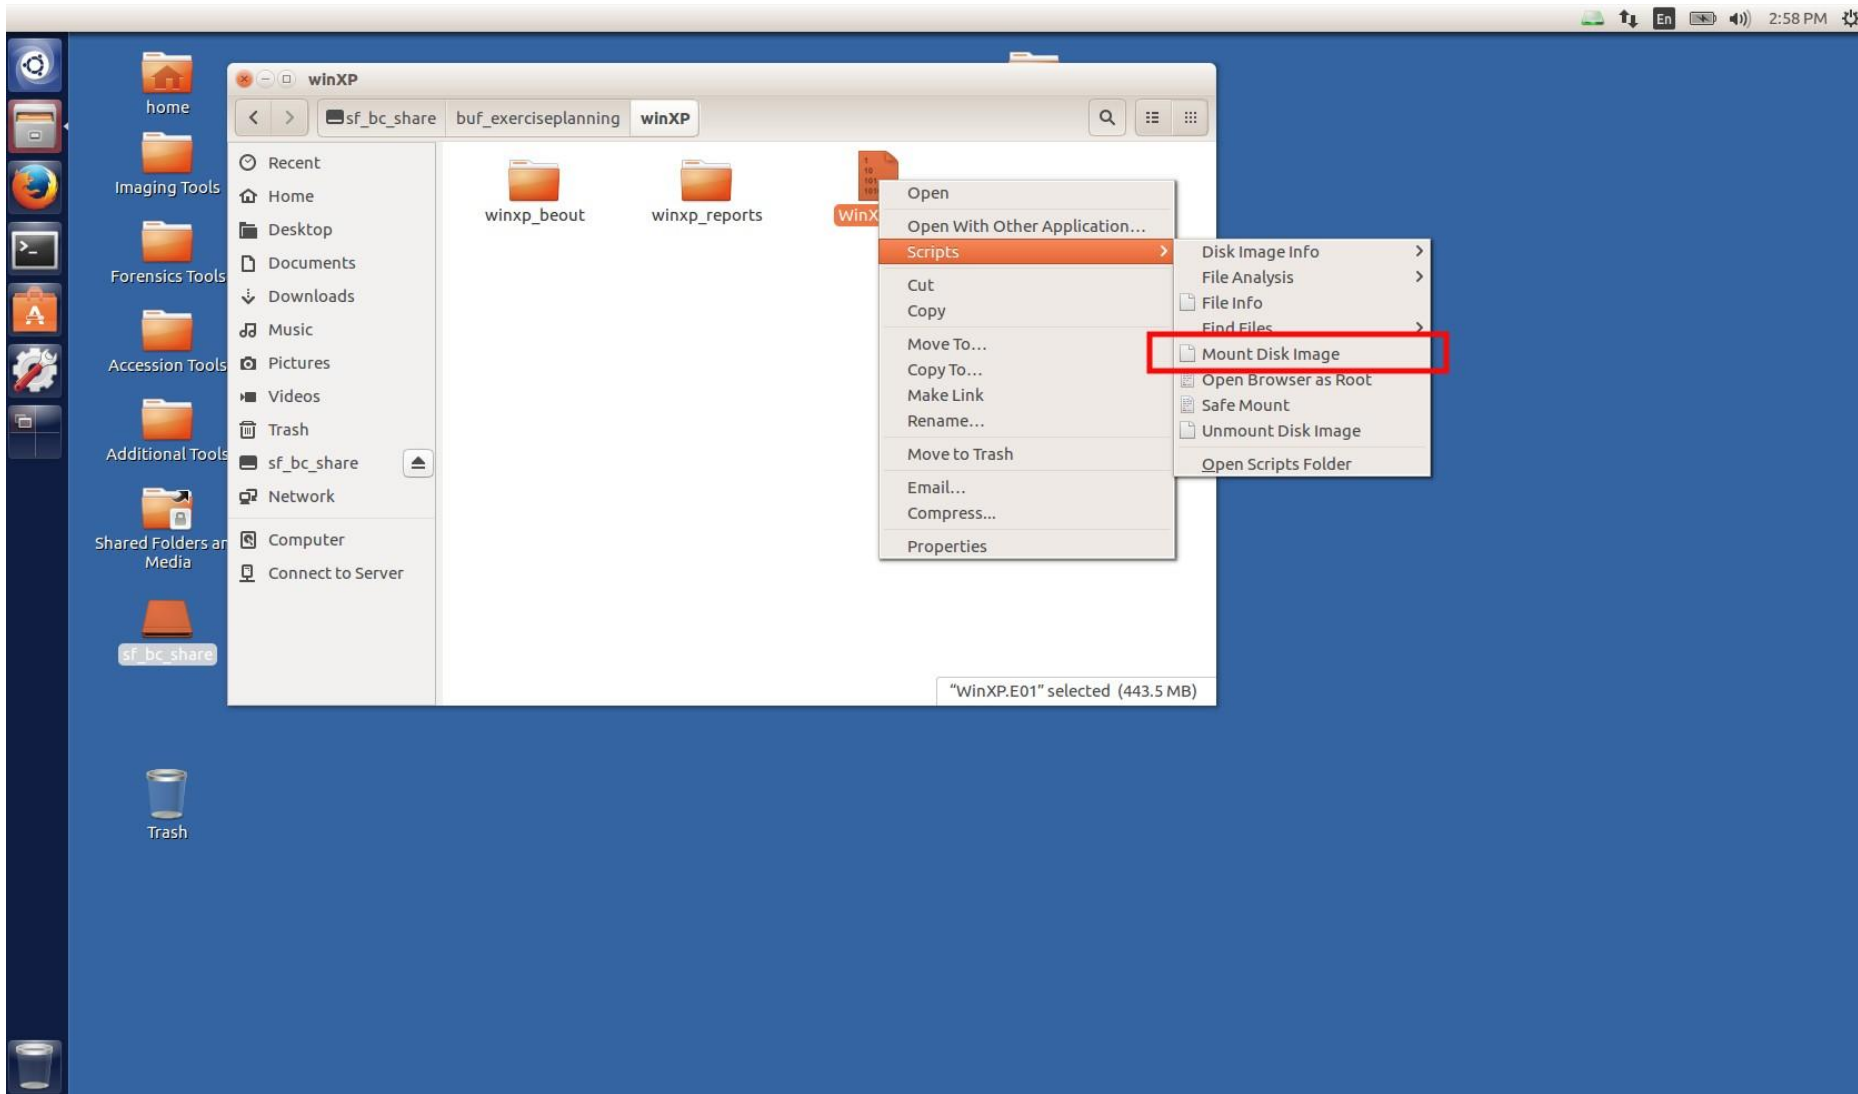 En
2:58 PM
home
Imaging Tools
Forensics Tools
Accession Tools
Additional Tools
Shared Folders an
Media
sf_bc_share
Trash
winXP
sf_bc_share
buf_exerciseplanning
winXP
Recent
Home
Desktop
Documents
Downloads
Music
Pictures
Videos
Trash
sf_bc_share
Network
Computer
Connect to Server
winxp_beout
winxp_reports
WinX
Open
Open With Other Application...
Scripts
Cut
Copy
Move To...
Copy To...
Make Link
Rename...
Move to Trash
Email...
Compress...
Properties
Disk Image Info
File Analysis
File Info
Find Files
Mount Disk Image
Open Browser as Root
Safe Mount
Unmount Disk Image
Open Scripts Folder
"WinXP.E01" selected (443.5 MB)